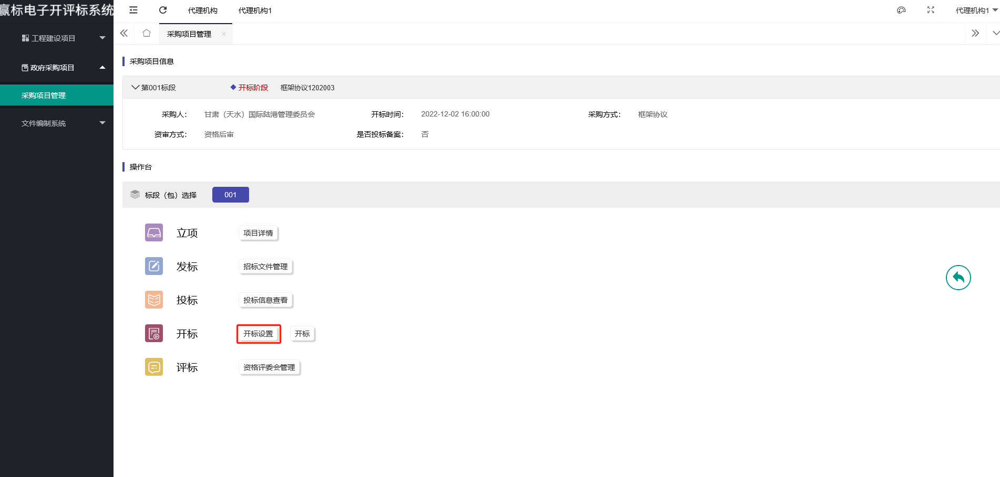 赢标电子开评标系统
代理机构 代理机构1 代理机构1
采购项目管理
工程建设项目
政府采购项目
采购项目管理
文件编制系统
采购项目信息
第001标段 开标阶段 框架协议1202003
采购人： 甘肃（天水）国际陆港管理委员会 开标时间： 2022-12-02 16:00:00 采购方式： 框架协议
资审方式： 资格后审 是否投标备案： 否
操作台
标段（包）选择 001
立项 项目详情
发标 招标文件管理
投标 投标信息查看
开标 开标设置 开标
评标 资格评委会管理